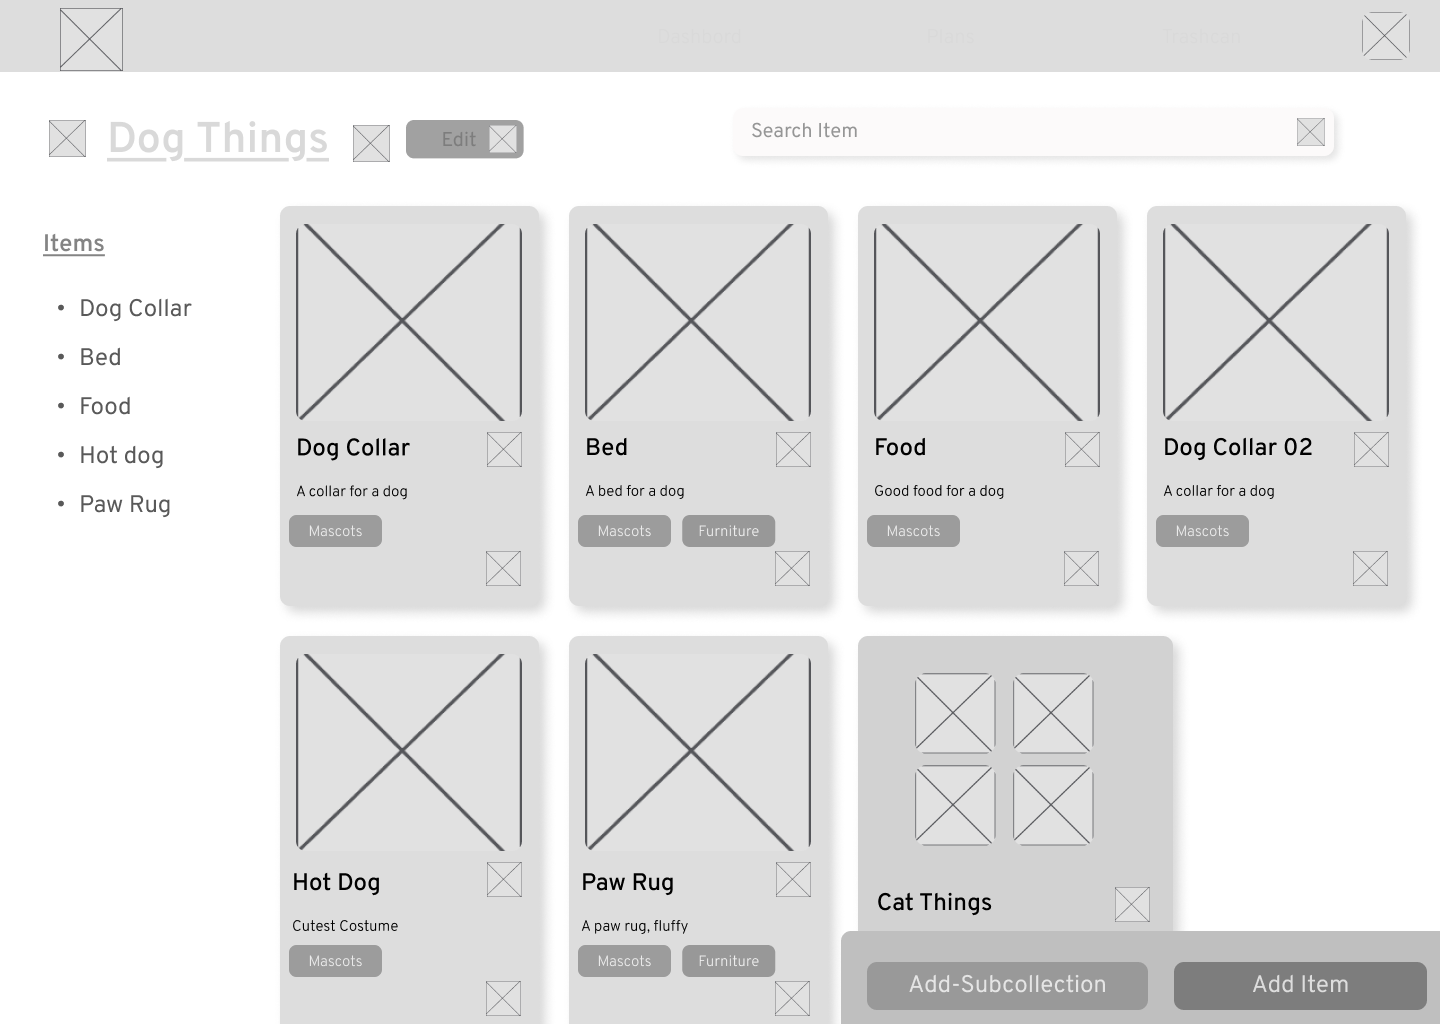 Dashbord Plans Trashcan
Dog Things
Edit
Search Item
Items
• Dog Collar
• Bed
• Food
• Hot dog
• Paw Rug
Dog Collar
A collar for a dog
Mascots
Bed
A bed for a dog
Mascots Furniture
Food
Good food for a dog
Mascots
Dog Collar 02
A collar for a dog
Mascots
Hot Dog
Cutest Costume
Mascots
Paw Rug
A paw rug, fluffy
Mascots Furniture
Cat Things
Add-Subcollection
Add Item